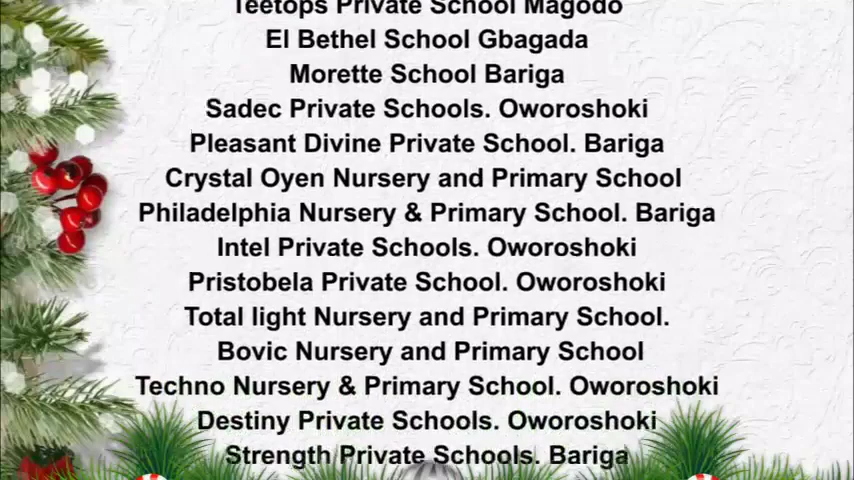 Teetops Private School Magodo
El Bethel School Gbagada
Morette School Bariga
Sadec Private Schools. Oworoshoki
Pleasant Divine Private School. Bariga
Crystal Oyen Nursery and Primary School
Philadelphia Nursery & Primary School. Bariga
Intel Private Schools. Oworoshoki
Pristobela Private School. Oworoshoki
Total light Nursery and Primary School.
Bovic Nursery and Primary School
Techno Nursery & Primary School. Oworoshoki
Destiny Private Schools. Oworoshoki
Strength Private Schools. Bariga